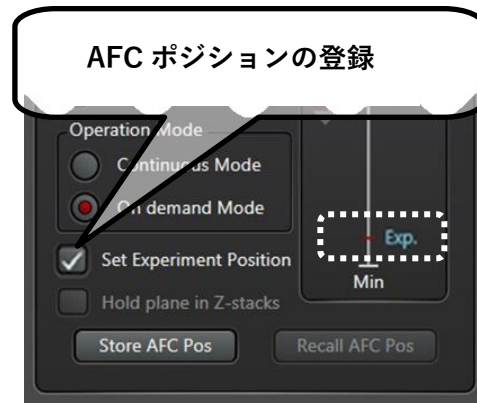 AFC ポジションの登録
Operation Mode
Continuous Mode
On demand Mode
Exp.
Set Experiment Position
Min
Hold plane in Z-stacks
Store AFC Pos
Recall AFC Pos